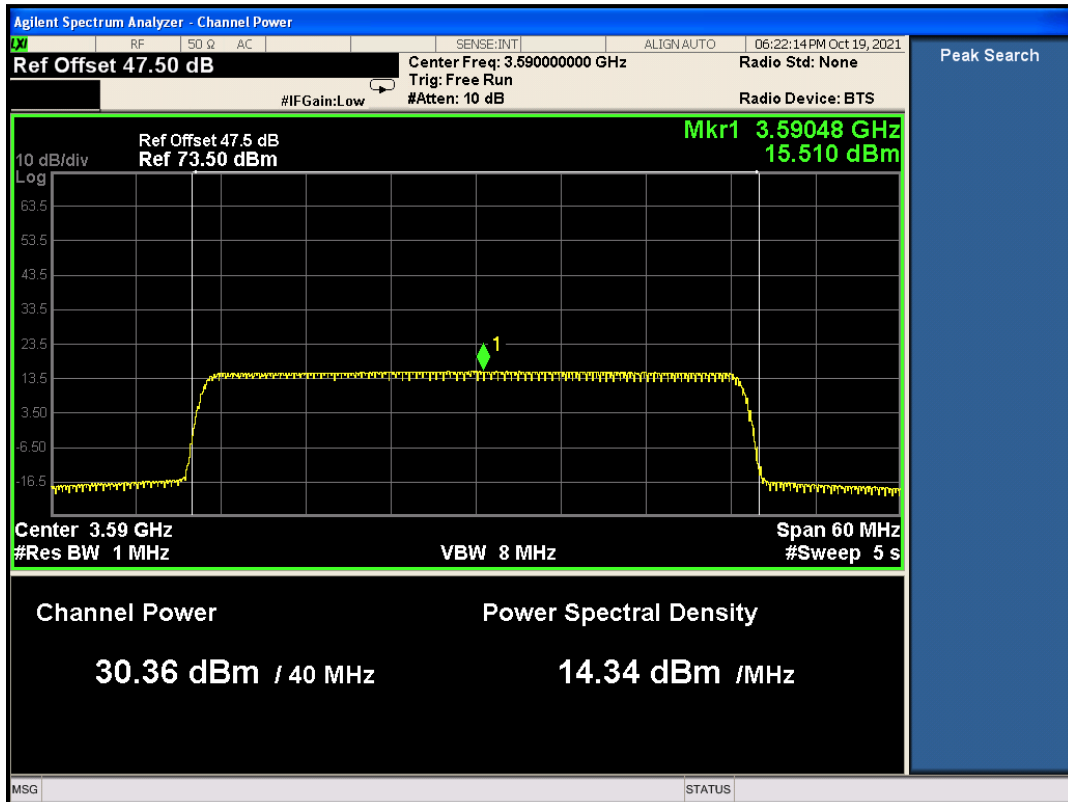 Agilent Spectrum Analyzer - Channel Power
LXI RF 50 Ω AC SENSE:INT ALIGN AUTO 06:22:14 PM Oct 19, 2021
Ref Offset 47.50 dB Center Freq: 3.590000000 GHz Radio Std: None
Trig: Free Run
#IFGain:Low #Atten: 10 dB Radio Device: BTS
Peak Search
Mkr1 3.59048 GHz
15.510 dBm
Ref Offset 47.5 dB
10 dB/div Ref 73.50 dBm
Log
63.5
53.5
43.5
33.5
23.5
1
13.5
3.50
-6.50
-16.5
Center 3.59 GHz Span 60 MHz
#Res BW 1 MHz VBW 8 MHz #Sweep 5 s
Channel Power Power Spectral Density
30.36 dBm / 40 MHz 14.34 dBm /MHz
MSG STATUS